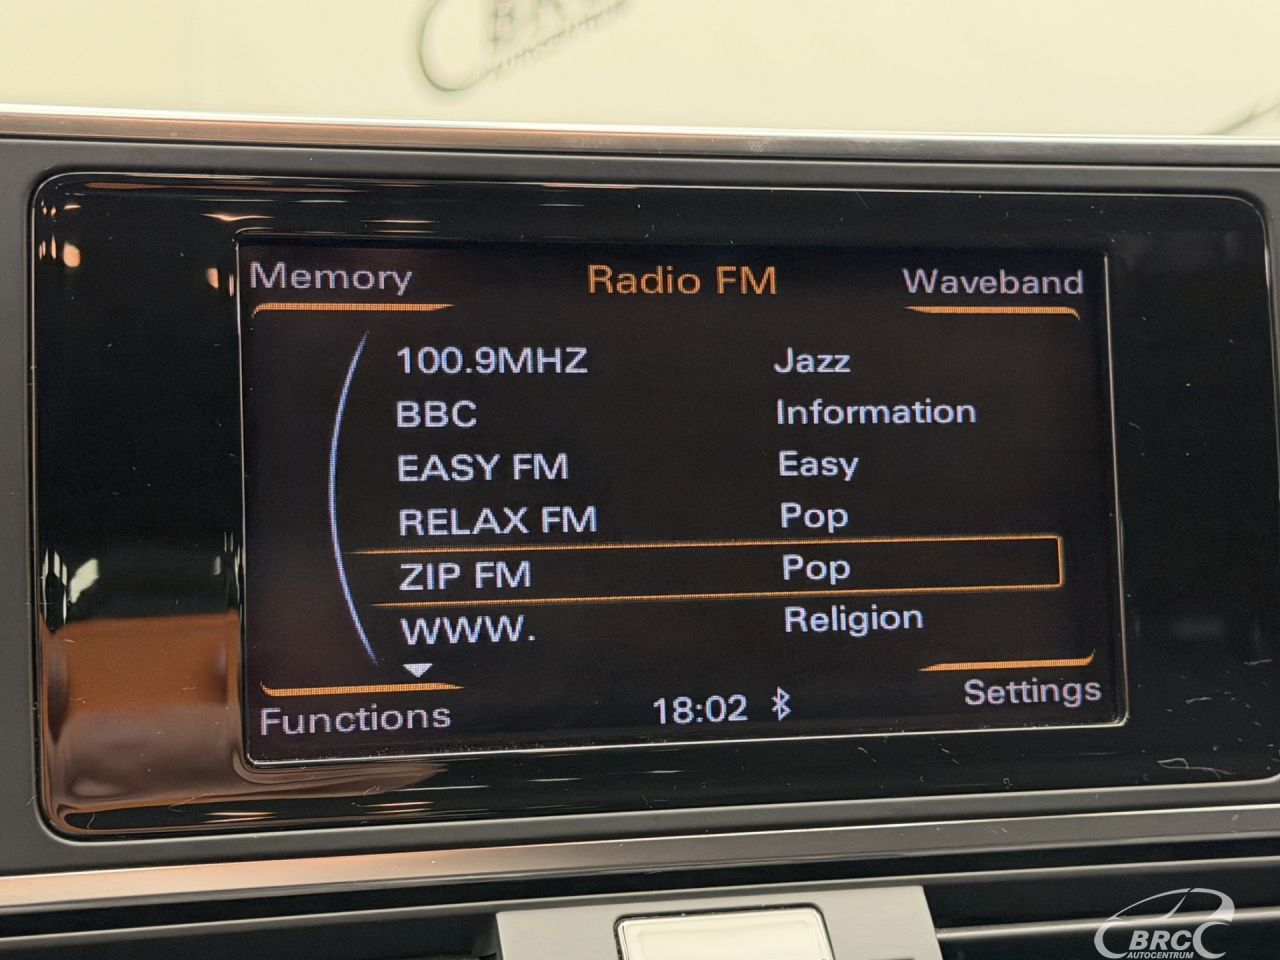 Memory Radio FM Waveband
100.9MHZ Jazz
BBC Information
EASY FM Easy
RELAX FM Pop
ZIP FM Pop
WWW. Religion
Functions 18:02 Settings
BRC
AUTOCENTRUM